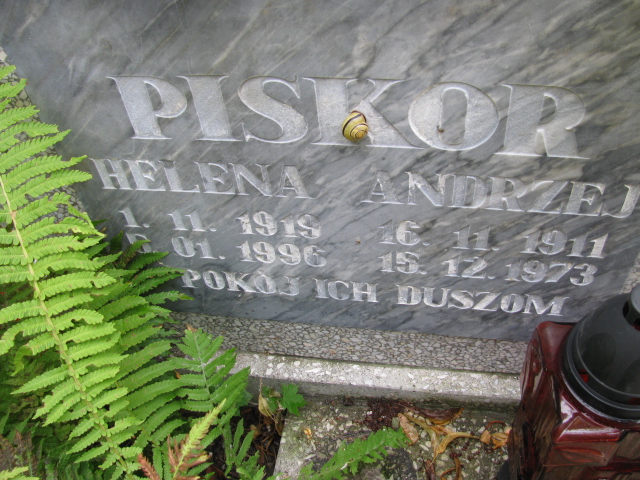 PISKOR
HELENA ANDRZEJ
1. 11. 1919 16. 11. 1911
01. 1996 15. 12. 1973
POKÓJ ICH DUSZOM